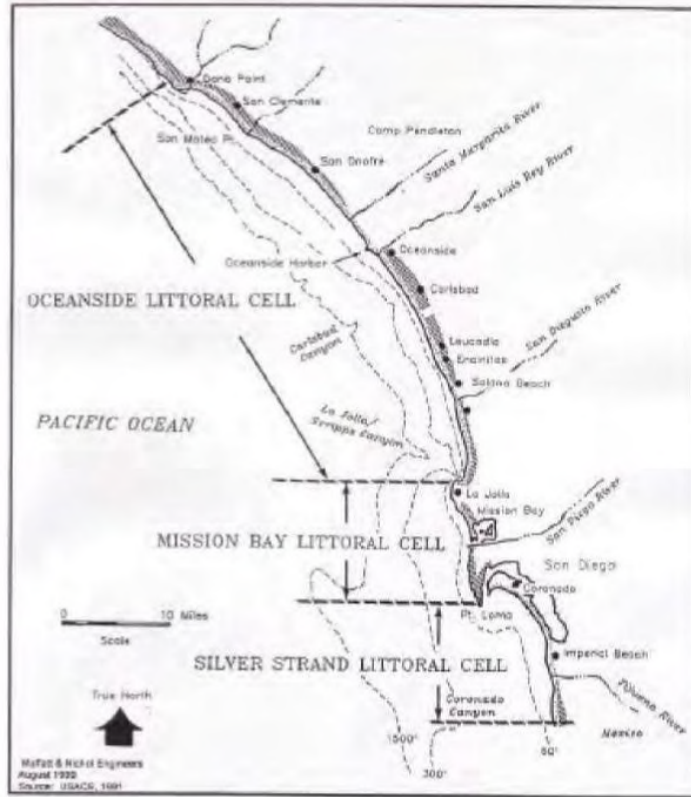 Dana Point
San Clemente
San Mateo Pt.
Camp Pendleton
San Onofre
Santa Margarita River
San Luis Rey River
Oceanside Harbor
Oceanside
OCEANSIDE LITTORAL CELL
Carlsbad
Carlsbad Canyon
San Dieguito River
Leucadia
Encinitas
Solana Beach
PACIFIC OCEAN
La Jolla/
Scripps Canyon
La Jolla
Mission Bay
San Diego River
MISSION BAY LITTORAL CELL
San Diego
Coronado
0 10 Miles
Scale
Pt. Loma
SILVER STRAND LITTORAL CELL
Imperial Beach
Tijuana River
True North
Coronado
Canyon
Mexico
1500'
300'
60'
Moffatt & Nichol Engineers
August 1990
Source: USACE, 1991